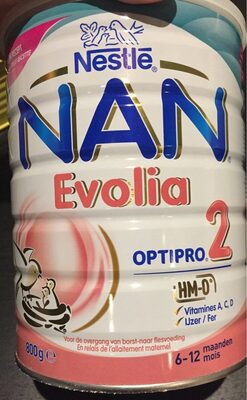 Nestlé
NAN
Evolia
2
OPTIPRO®
HM-O
Vitamines A, C, D
IJzer / Fer
Voor de overgang van borst-naar flesvoeding
En relais de l'allaitement maternel
800g e
6-12 maanden
mois